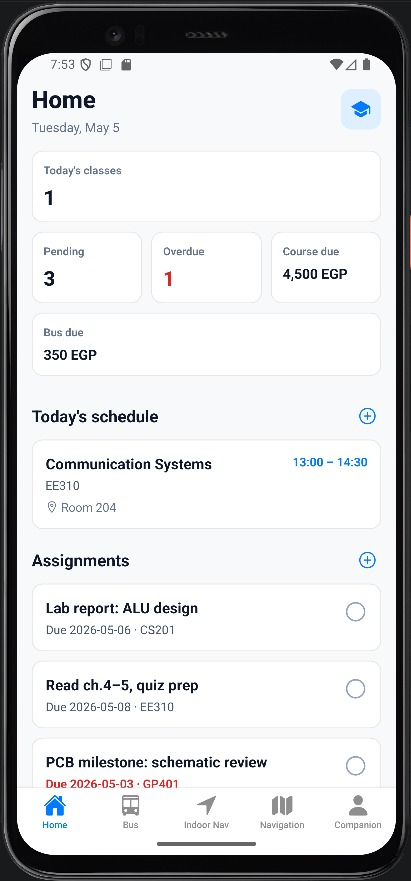 7:53
Home
Tuesday, May 5
Today's classes
1
Pending
3
Overdue
1
Course due
4,500 EGP
Bus due
350 EGP
Today's schedule
Communication Systems
13:00 – 14:30
EE310
Room 204
Assignments
Lab report: ALU design
Due 2026-05-06 · CS201
Read ch.4–5, quiz prep
Due 2026-05-08 · EE310
PCB milestone: schematic review
Due 2026-05-03 · GP401
Home
Bus
Indoor Nav
Navigation
Companion